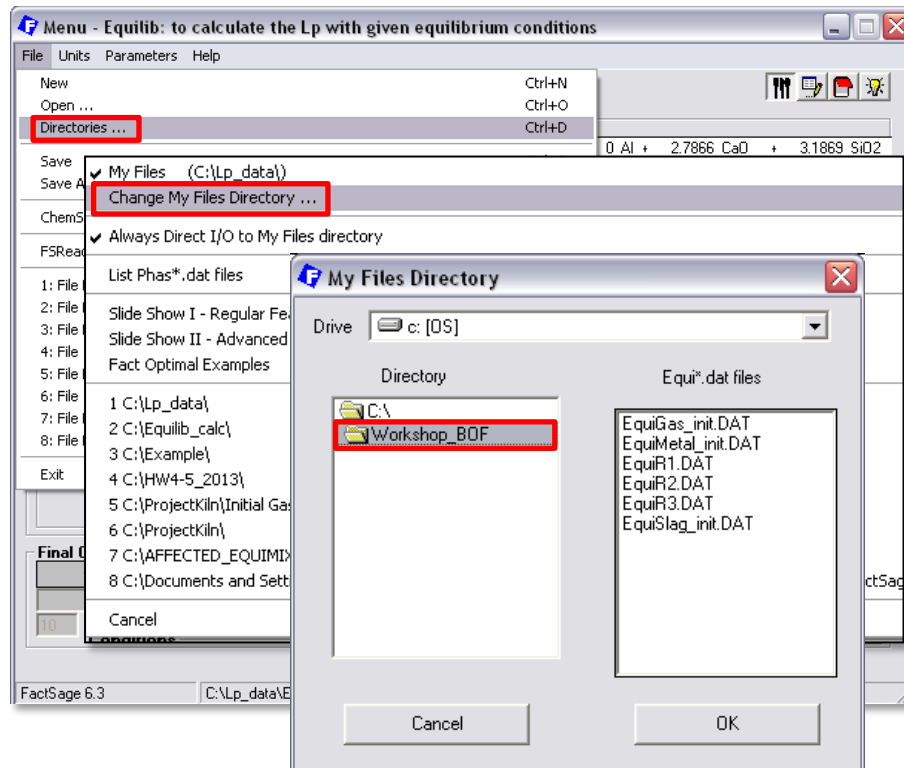 Menu - Equilib: to calculate the Lp with given equilibrium conditions
File Units Parameters Help
New Ctrl+N
Open ... Ctrl+O
Directories ... Ctrl+D
0 Al + 2.7866 CaO + 3.1869 SiO2
Save
Save A
ChemS
FSRea
1: File
2: File
3: File
4: File
5: File
6: File
7: File
8: File
Exit
✓ My Files (C:\Lp_data\)
Change My Files Directory ...
✓ Always Direct I/O to My Files directory
List Phas*.dat files
Slide Show I - Regular Fe
Slide Show II - Advanced
Fact Optimal Examples
1 C:\Lp_data\
2 C:\Equilib_calc\
3 C:\Example\
4 C:\HW4-5_2013\
5 C:\ProjectKiln\Initial Ga
6 C:\ProjectKiln\
7 C:\AFFECTED_EQUIMIX
8 C:\Documents and Sett
ctSag
Cancel
Final
10
Conditions
FactSage 6.3 C:\Lp_data\E
My Files Directory
Drive c: [OS]
Directory
C:\
Workshop_BOF
Equi*.dat files
EquiGas_init.DAT
EquiMetal_init.DAT
EquiR1.DAT
EquiR2.DAT
EquiR3.DAT
EquiSlag_init.DAT
Cancel OK